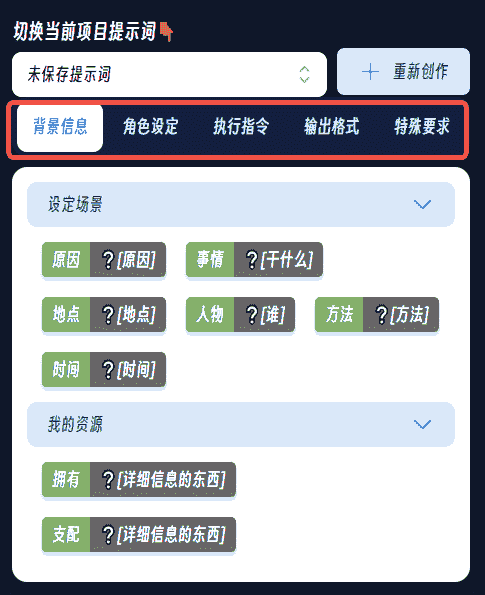 切换当前项目提示词👇
未保存提示词
重新创作
背景信息 角色设定 执行指令 输出格式 特殊要求
设定场景
原因 ?[原因] 事情 ?[干什么]
地点 ?[地点] 人物 ?[谁] 方法 ?[方法]
时间 ?[时间]
我的资源
拥有 ?[详细信息的东西]
支配 ?[详细信息的东西]